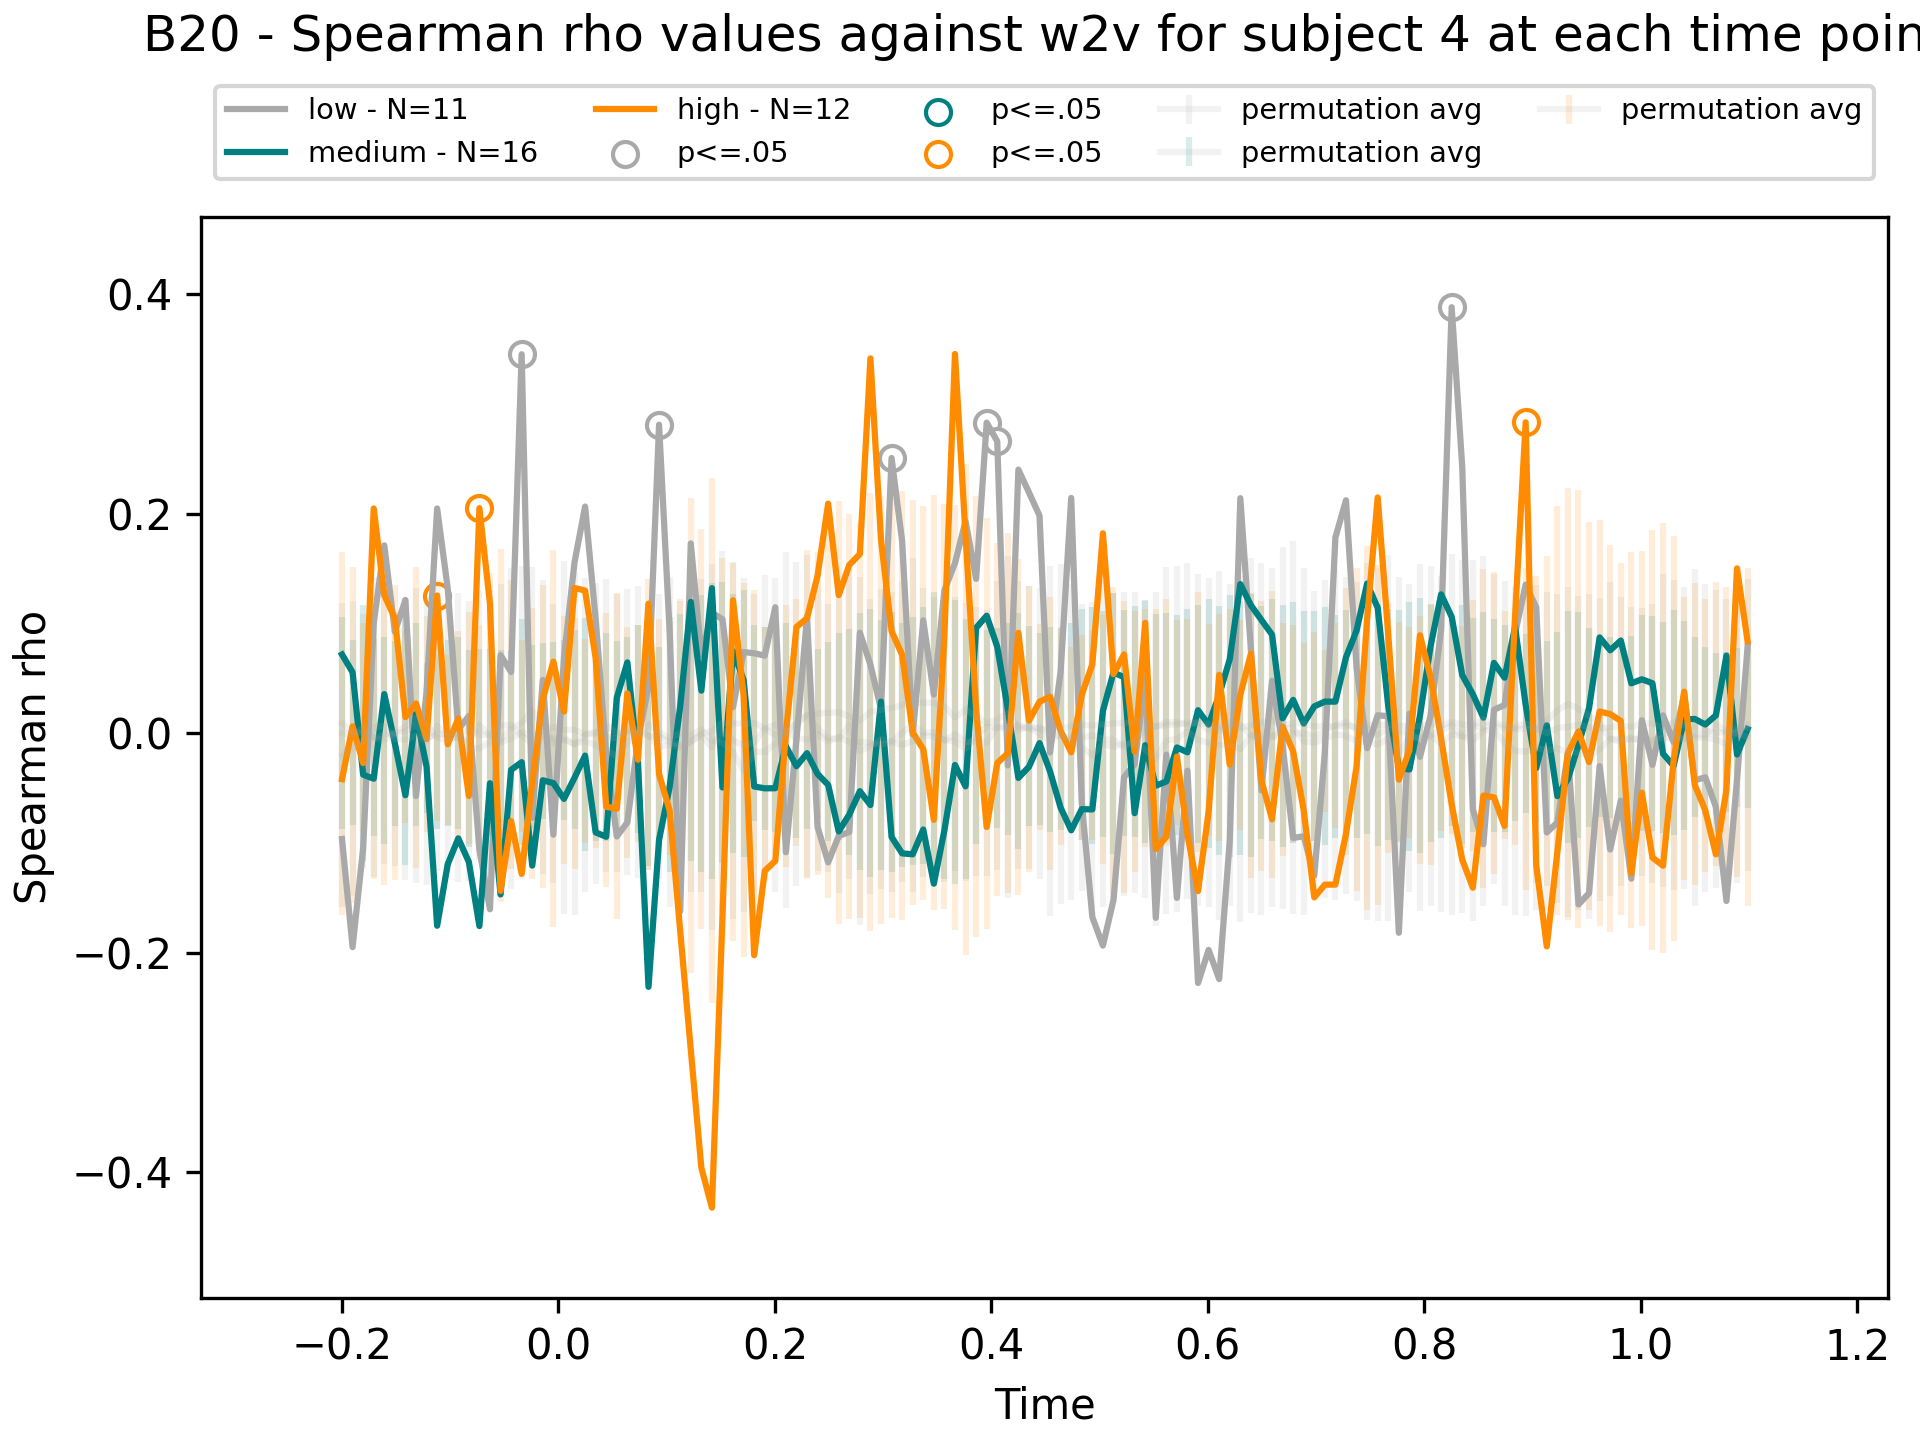 B20 - Spearman rho values against w2v for subject 4 at each time poin
low - N=11 high - N=12 p<=.05 permutation avg permutation avg
medium - N=16 p<=.05 p<=.05 permutation avg
0.4
0.2
0.0
−0.2
−0.4
Spearman rho
−0.2 0.0 0.2 0.4 0.6 0.8 1.0 1.2
Time